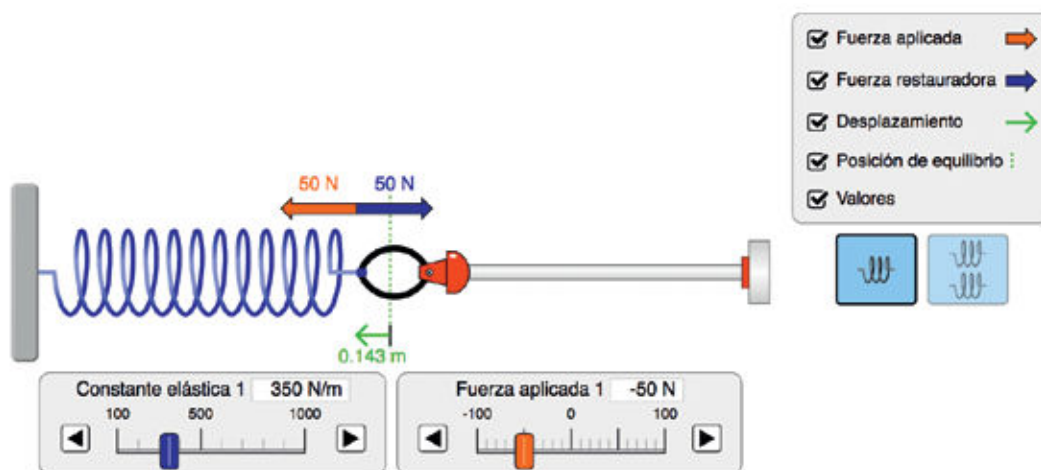 Fuerza aplicada
Fuerza restauradora
Desplazamiento
Posición de equilibrio
Valores
50 N 50 N
0.143 m
Constante elástica 1 350 N/m
100 500 1000
Fuerza aplicada 1 -50 N
-100 0 100